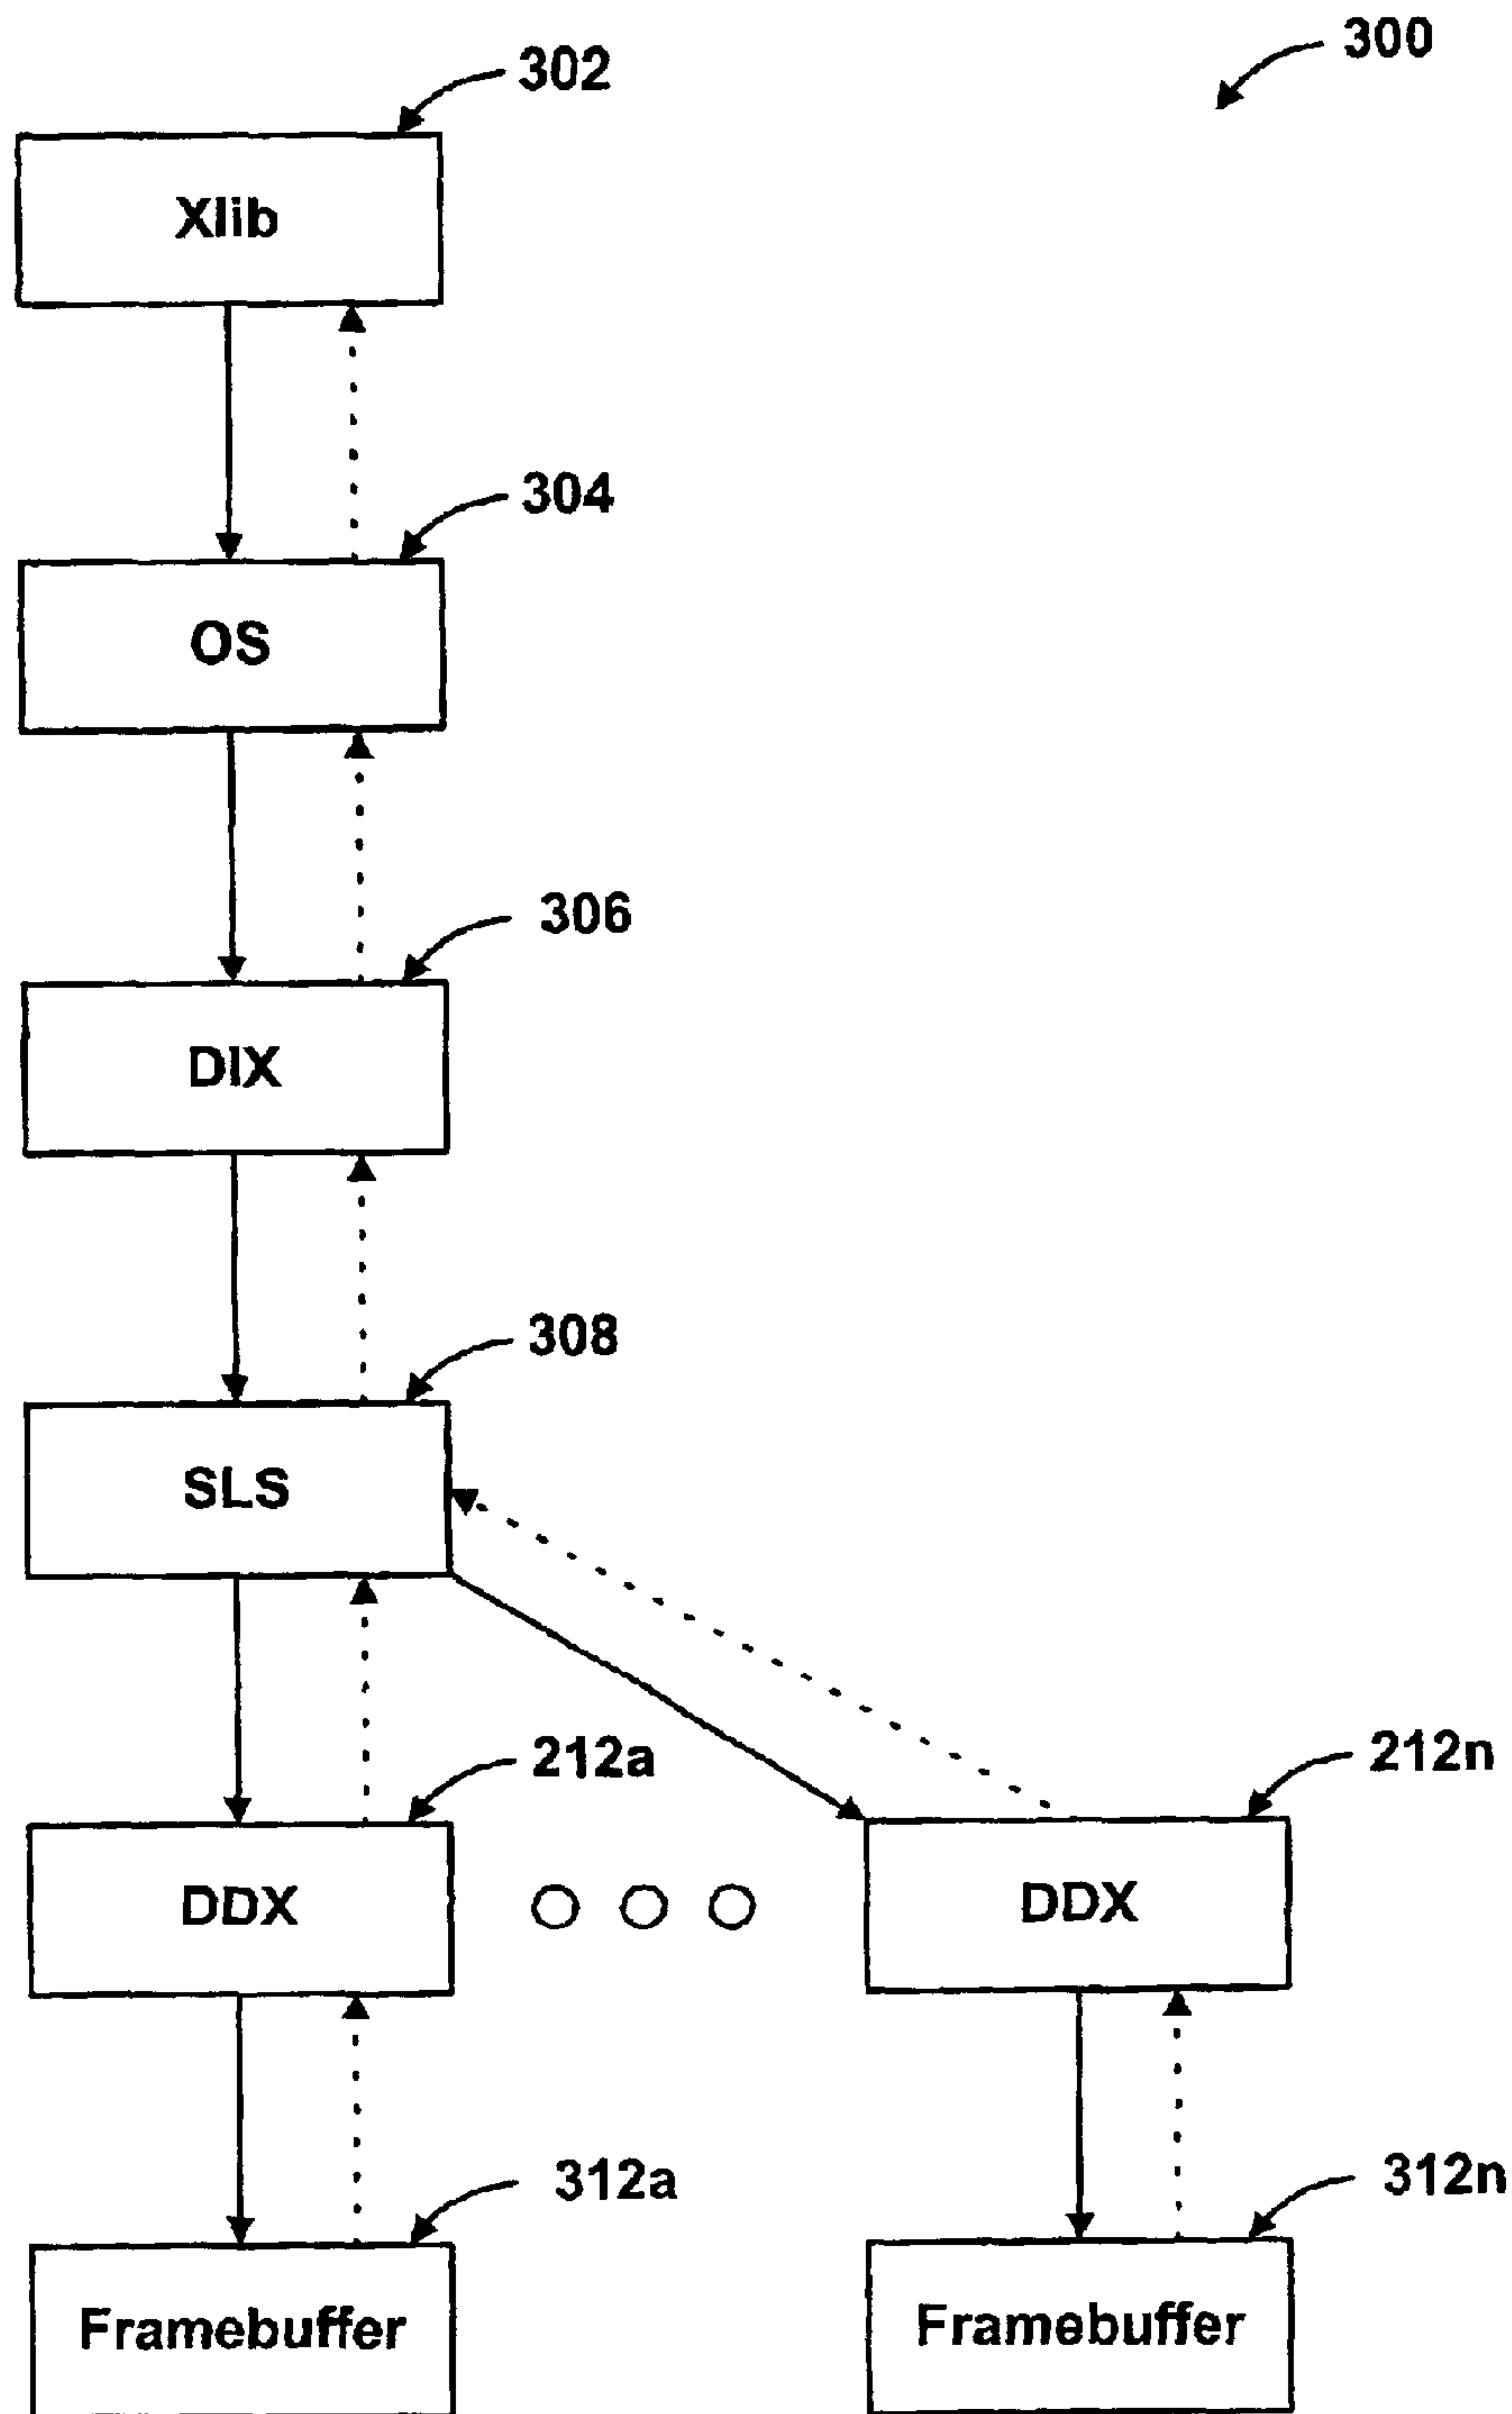 300
302
Xlib
304
OS
306
DIX
308
SLS
212a
212n
DDX
DDX
312a
312n
Framebuffer
Framebuffer